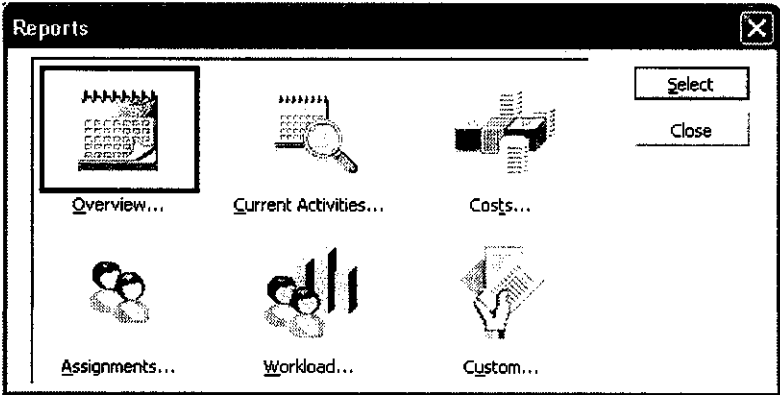 Reports
Select
Close
Overview...
Current Activities...
Costs...
Assignments...
Workload...
Custom...